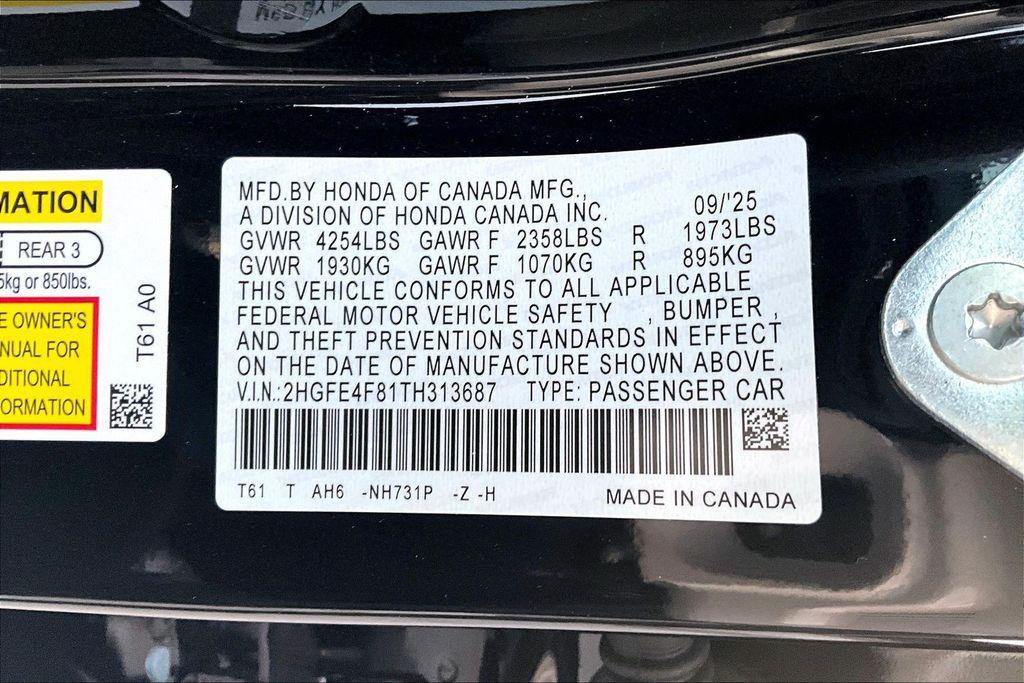 MATION
REAR 3
5kg or 850lbs.
E OWNER'S
NUAL FOR
DITIONAL
ORMATION
T61 A0
MFD.BY HONDA OF CANADA MFG.,
A DIVISION OF HONDA CANADA INC. 09/'25
GVWR 4254LBS GAWR F 2358LBS R 1973LBS
GVWR 1930KG GAWR F 1070KG R 895KG
THIS VEHICLE CONFORMS TO ALL APPLICABLE
FEDERAL MOTOR VEHICLE SAFETY , BUMPER ,
AND THEFT PREVENTION STANDARDS IN EFFECT
ON THE DATE OF MANUFACTURE SHOWN ABOVE.
V.I.N.:2HGFE4F81TH313687 TYPE: PASSENGER CAR
T61 T AH6 -NH731P -Z -H MADE IN CANADA